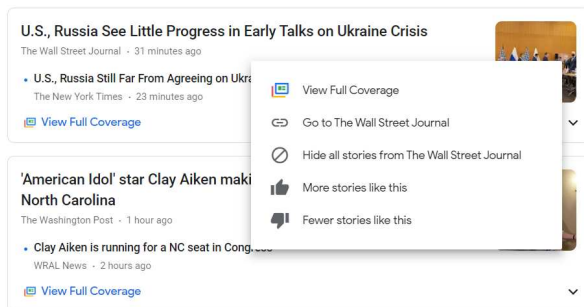 U.S., Russia See Little Progress in Early Talks on Ukraine Crisis
The Wall Street Journal · 31 minutes ago
• U.S., Russia Still Far From Agreeing on
The New York Times · 23 minutes ago
View Full Coverage
View Full Coverage
Go to The Wall Street Journal
Hide all stories from The Wall Street Journal
More stories like this
Fewer stories like this
'American Idol' star Clay Aiken
North Carolina
The Washington Post · 1 hour ago
• Clay Aiken is running for a NC seat in
WRAL News · 2 hours ago
View Full Coverage